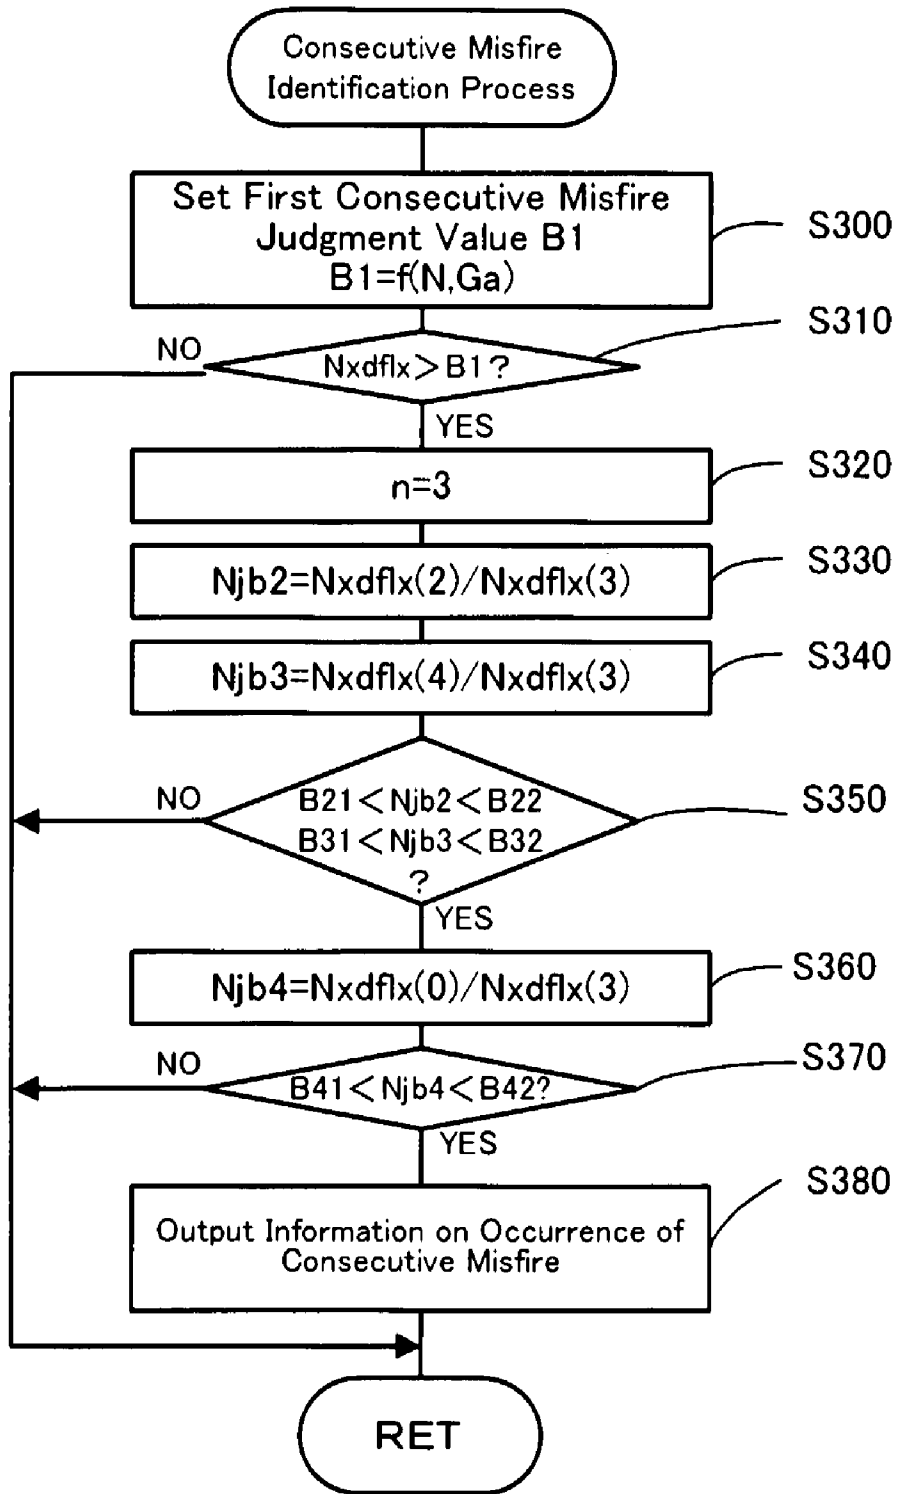 Consecutive Misfire
Identification Process
Set First Consecutive Misfire
Judgment Value B1
B1=f(N,Ga)
S300
S310
NO
Nxdflx>B1?
YES
S320
n=3
S330
Njb2=Nxdflx(2)/Nxdflx(3)
S340
Njb3=Nxdflx(4)/Nxdflx(3)
NO
B21<Njb2<B22
B31<Njb3<B32
?
S350
YES
S360
Njb4=Nxdflx(0)/Nxdflx(3)
NO
B41<Njb4<B42?
S370
YES
S380
Output Information on Occurrence of
Consecutive Misfire
RET